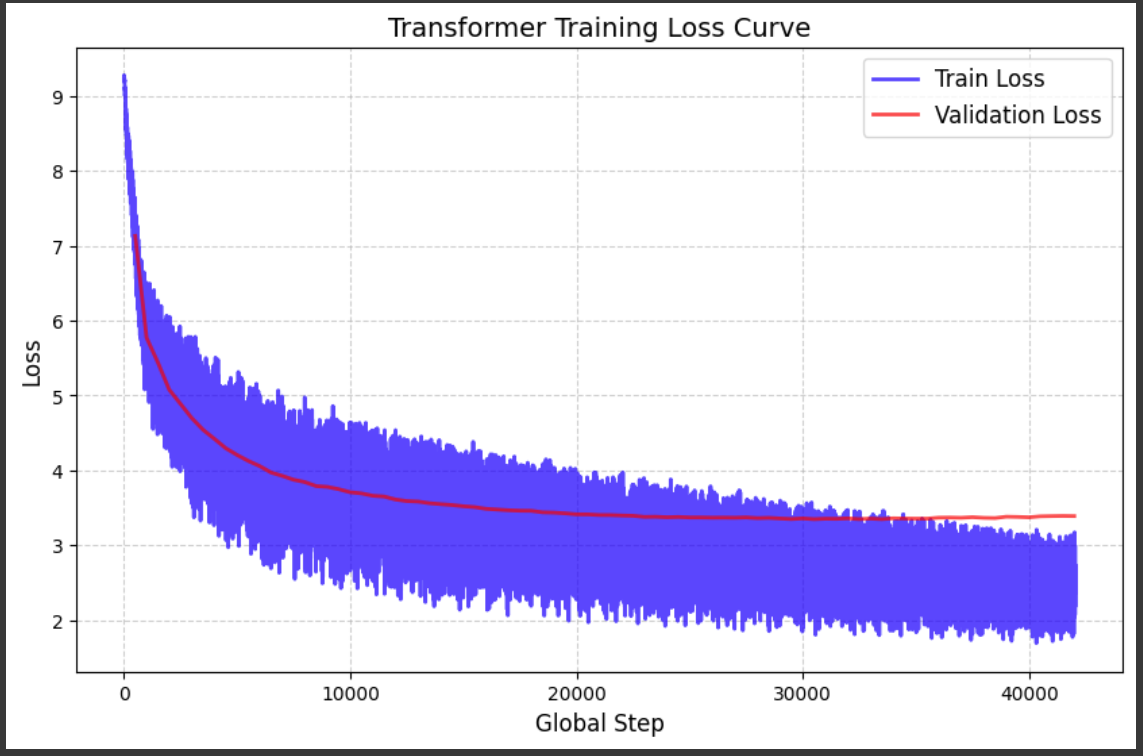 Transformer Training Loss Curve
Train Loss
Validation Loss
9
8
7
6
5
4
3
2
Loss
0 10000 20000 30000 40000
Global Step